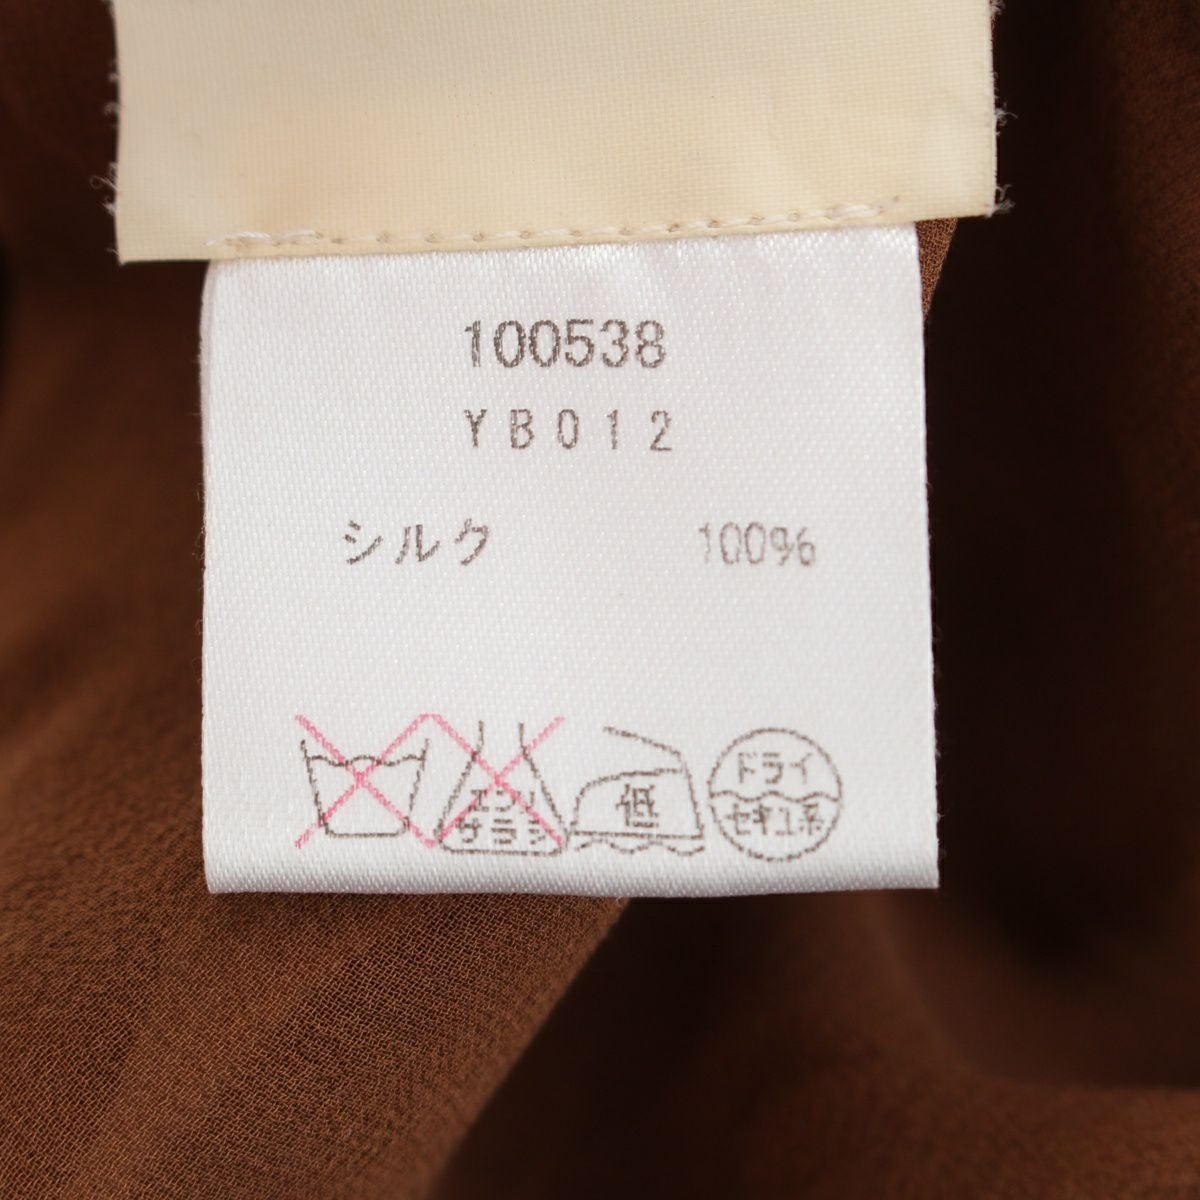 100538
YB012
シルク 100%
エンソ サラシ
低
ドライ
セキユ系